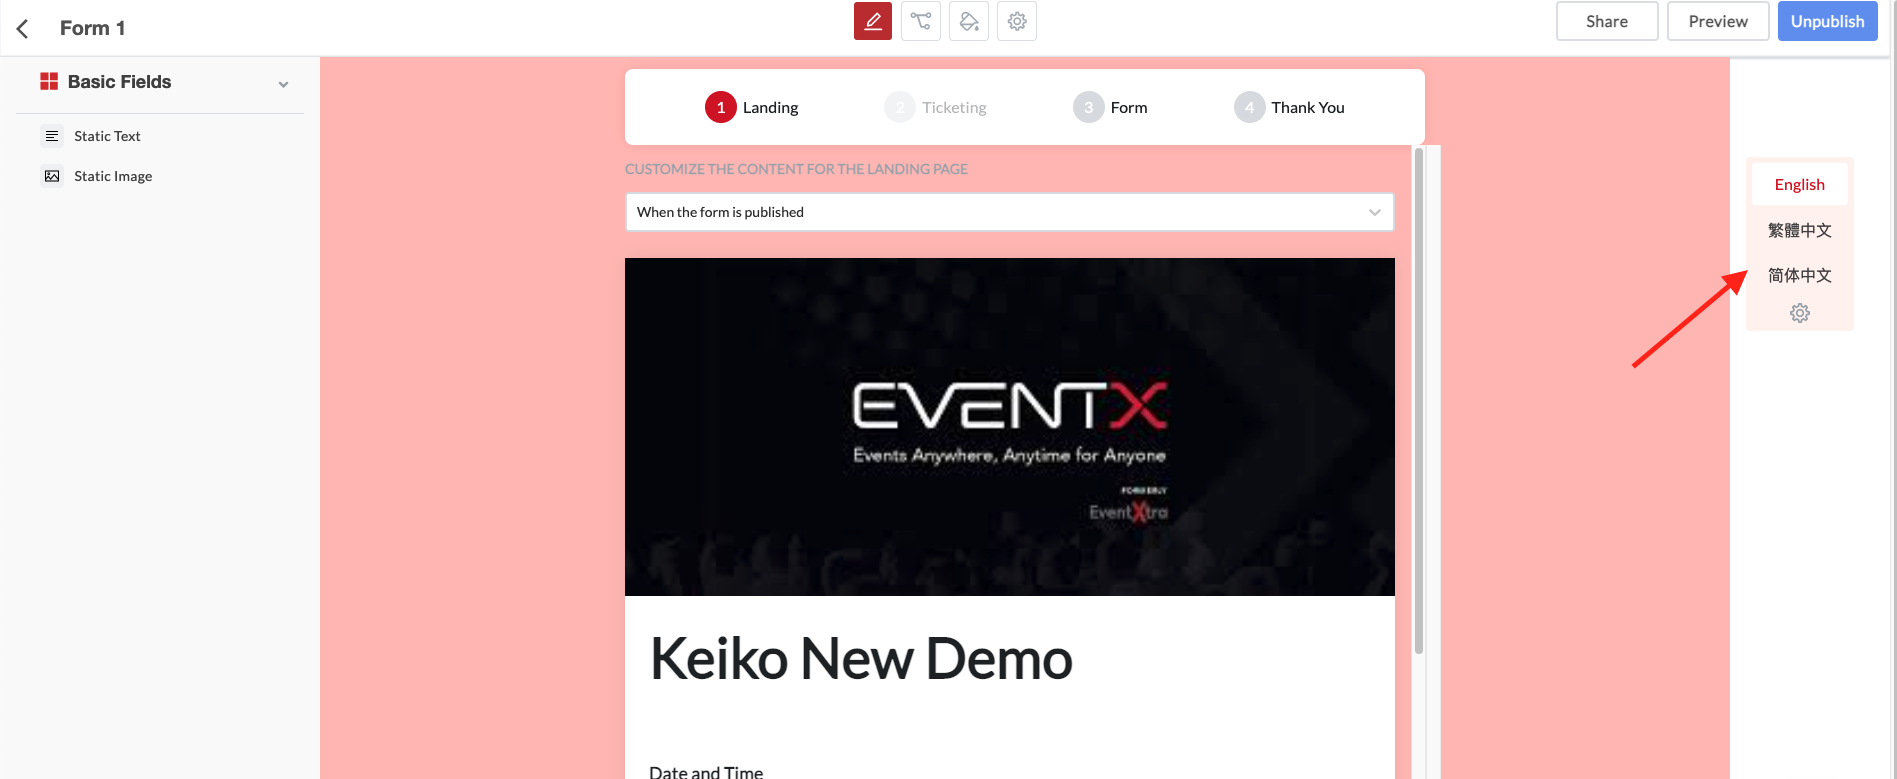 Form 1
Share
Preview
Unpublish
Basic Fields
Static Text
Static Image
1 Landing
2 Ticketing
3 Form
4 Thank You
CUSTOMIZE THE CONTENT FOR THE LANDING PAGE
When the form is published
EVENTX
Events Anywhere, Anytime for Anyone
FORMERLY
EventXtra
Keiko New Demo
Date and Time
English
繁體中文
简体中文